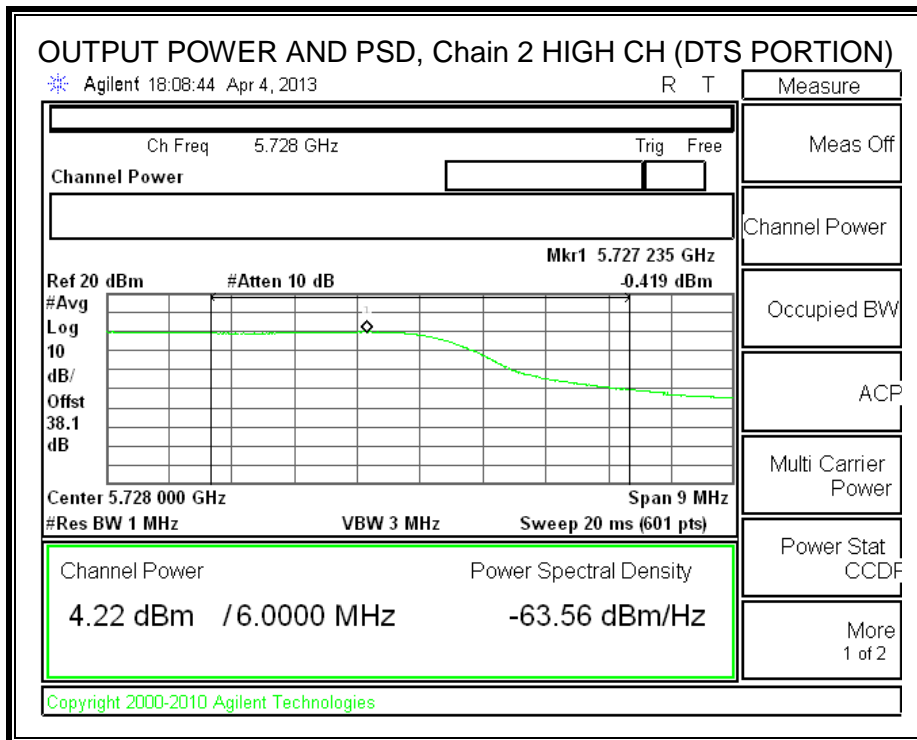 OUTPUT POWER AND PSD, Chain 2 HIGH CH (DTS PORTION)
Agilent 18:08:44 Apr 4, 2013 R T
Measure
Ch Freq 5.728 GHz Trig Free
Meas Off
Channel Power
Channel Power
Mkr1 5.727 235 GHz
Ref 20 dBm #Atten 10 dB -0.419 dBm
#Avg
Log
10
dB/
Offst
38.1
dB
1
Occupied BW
ACP
Center 5.728 000 GHz Span 9 MHz
#Res BW 1 MHz VBW 3 MHz Sweep 20 ms (601 pts)
Multi Carrier
Power
Channel Power Power Spectral Density
4.22 dBm / 6.0000 MHz -63.56 dBm/Hz
Power Stat
CCDF
More
1 of 2
Copyright 2000-2010 Agilent Technologies